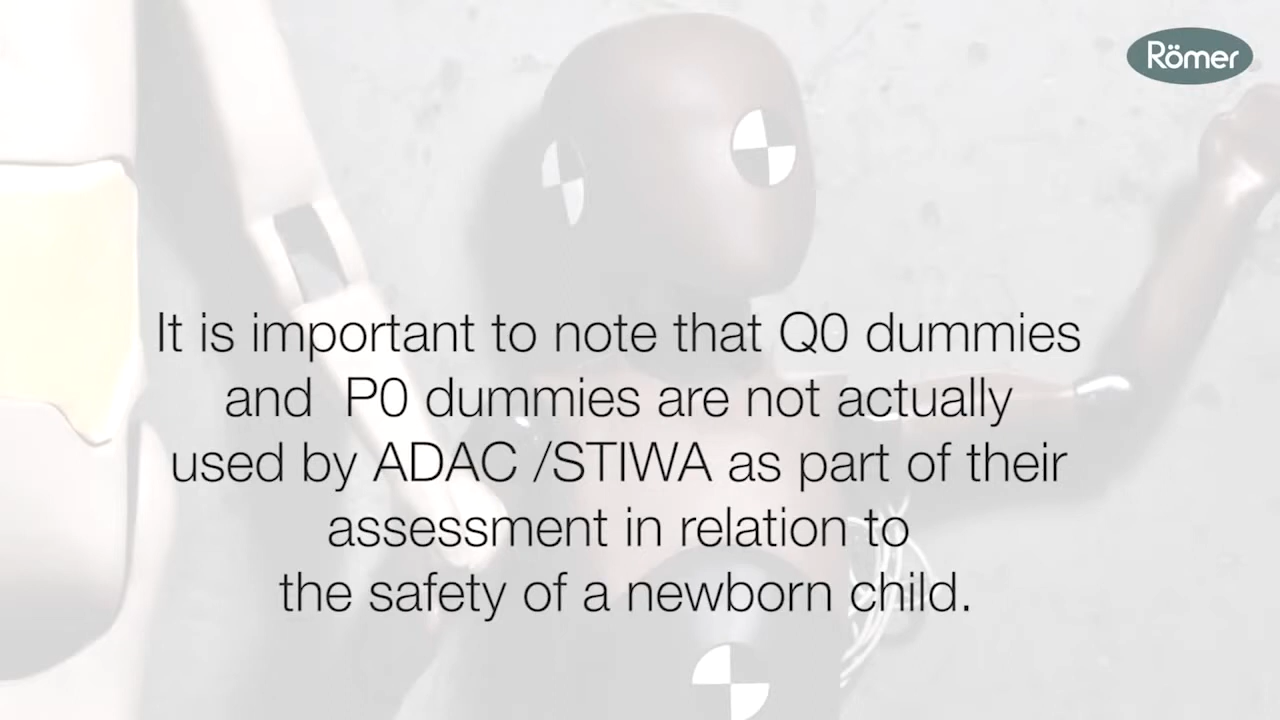 Römer
It is important to note that Q0 dummies
and P0 dummies are not actually
used by ADAC /STIWA as part of their
assessment in relation to
the safety of a newborn child.